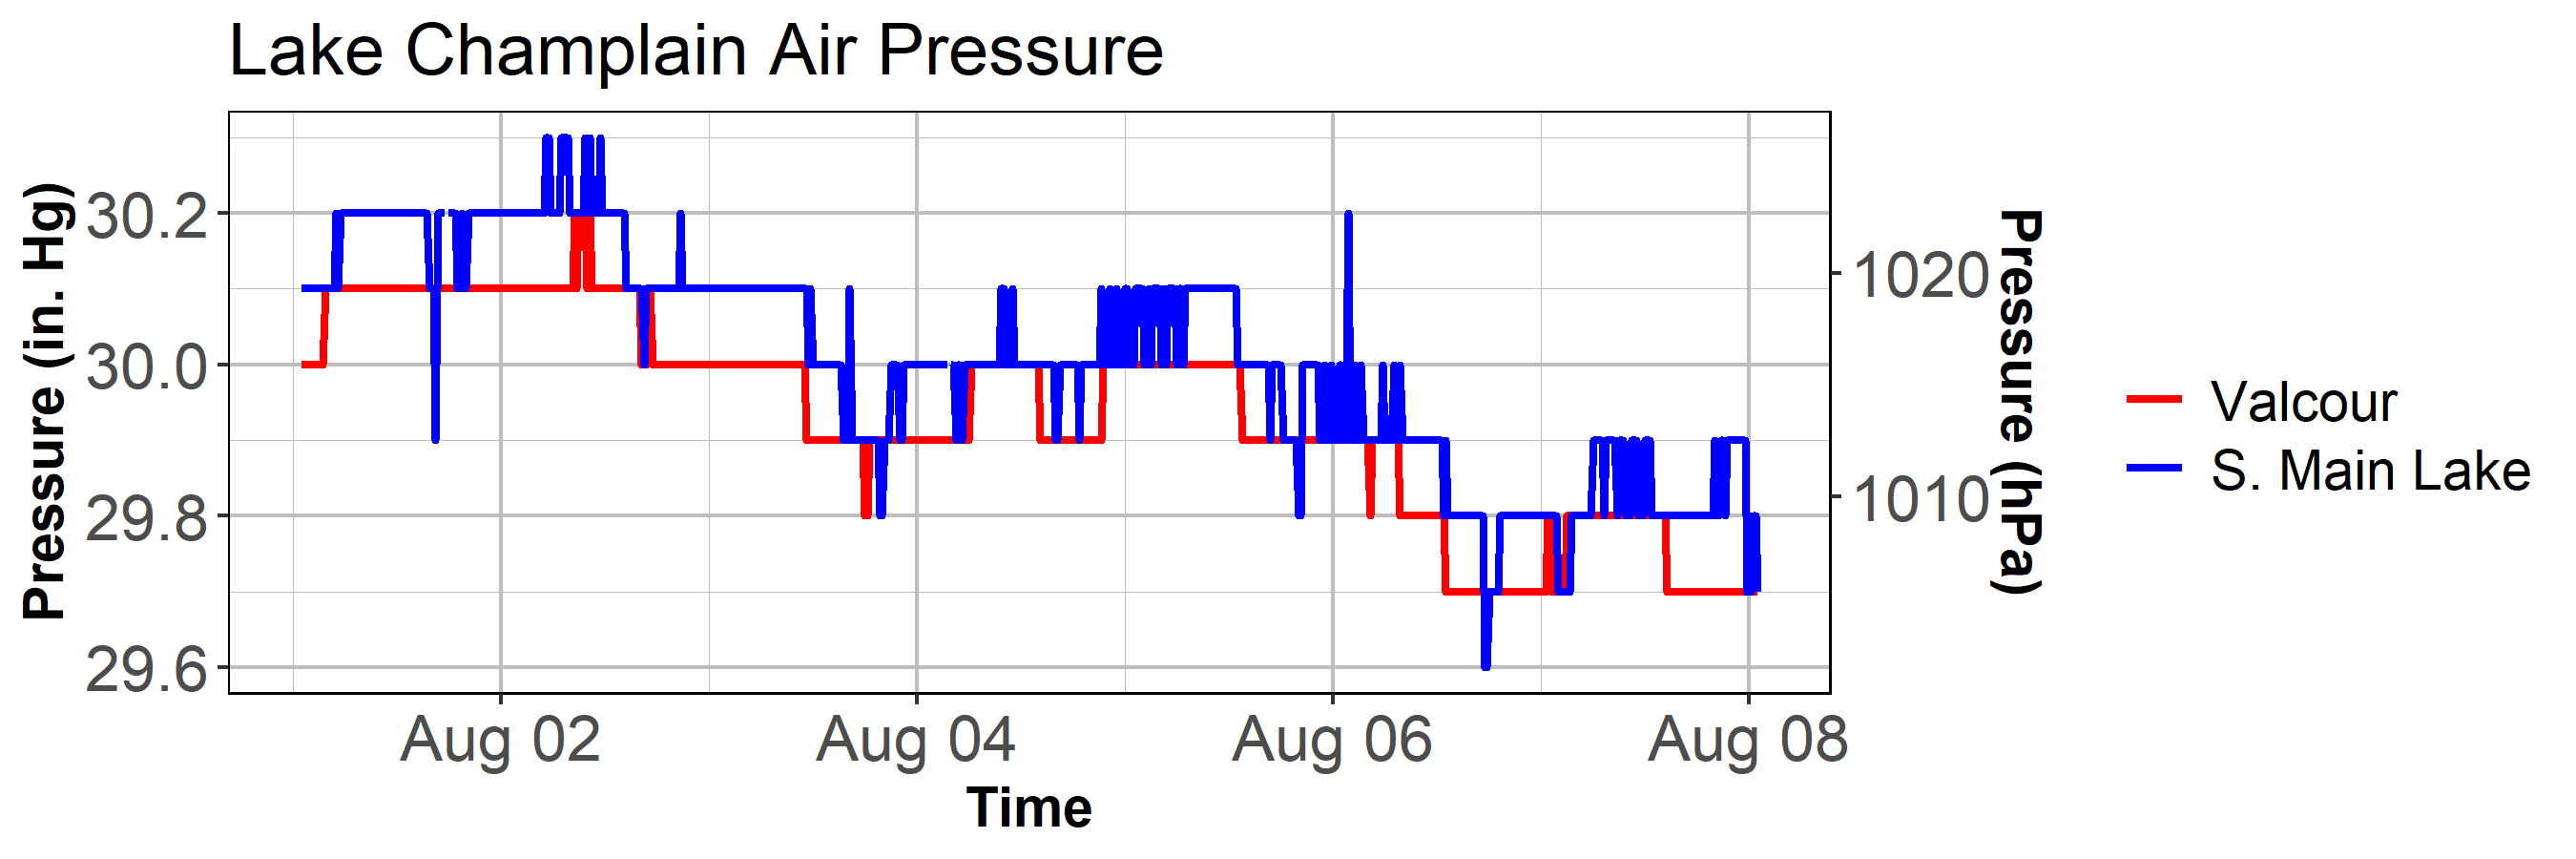 Lake Champlain Air Pressure
Pressure (in. Hg)
30.2
30.0
29.8
29.6
1020
1010
Pressure (hPa)
Aug 02
Aug 04
Aug 06
Aug 08
Time
Valcour
S. Main Lake